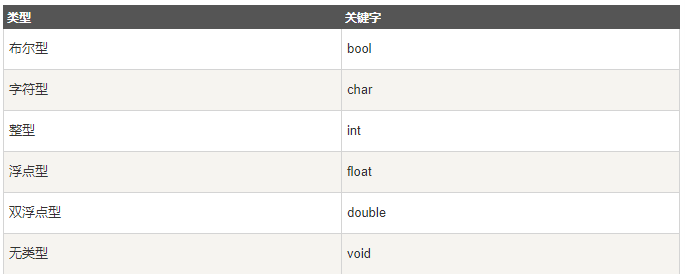 类型 关键字
布尔型 bool
字符型 char
整型 int
浮点型 float
双浮点型 double
无类型 void